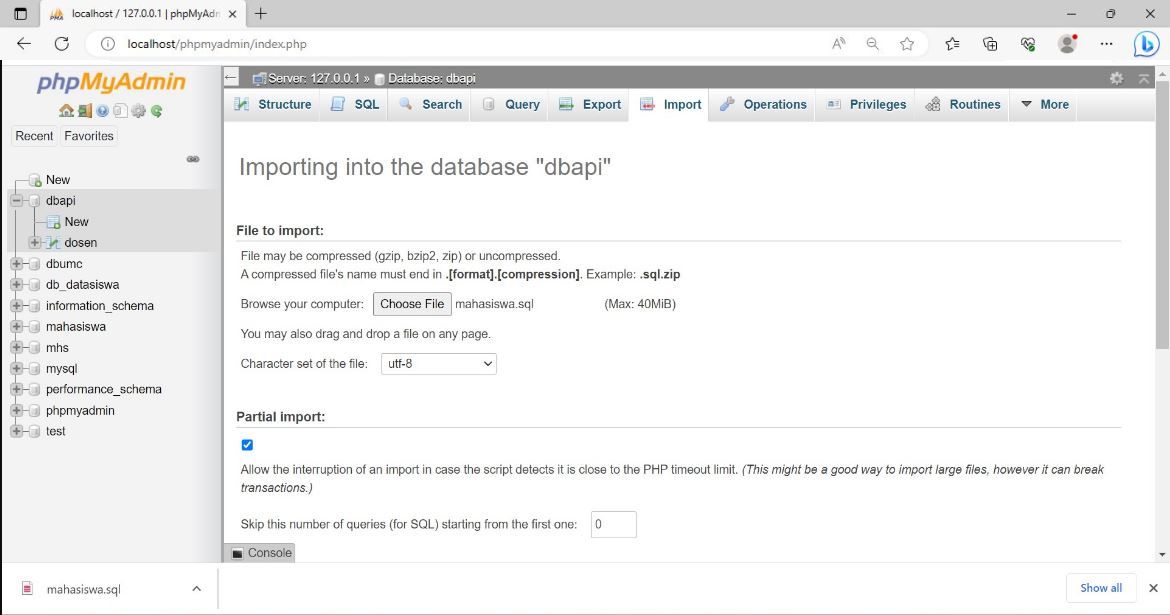 localhost / 127.0.0.1 | phpMyAdn
localhost/phpmyadmin/index.php
phpMyAdmin
Recent Favorites
New
dbapi
New
dosen
dbumc
db_datasiswa
information_schema
mahasiswa
mhs
mysql
performance_schema
phpmyadmin
test
Server: 127.0.0.1 » Database: dbapi
Structure SQL Search Query Export Import Operations Privileges Routines More
Importing into the database "dbapi"
File to import:
File may be compressed (gzip, bzip2, zip) or uncompressed.
A compressed file's name must end in .[format].[compression]. Example: .sql.zip
Browse your computer: Choose File mahasiswa.sql (Max: 40MiB)
You may also drag and drop a file on any page.
Character set of the file: utf-8
Partial import:
Allow the interruption of an import in case the script detects it is close to the PHP timeout limit. (This might be a good way to import large files, however it can break
transactions.)
Skip this number of queries (for SQL) starting from the first one: 0
Console
mahasiswa.sql
Show all